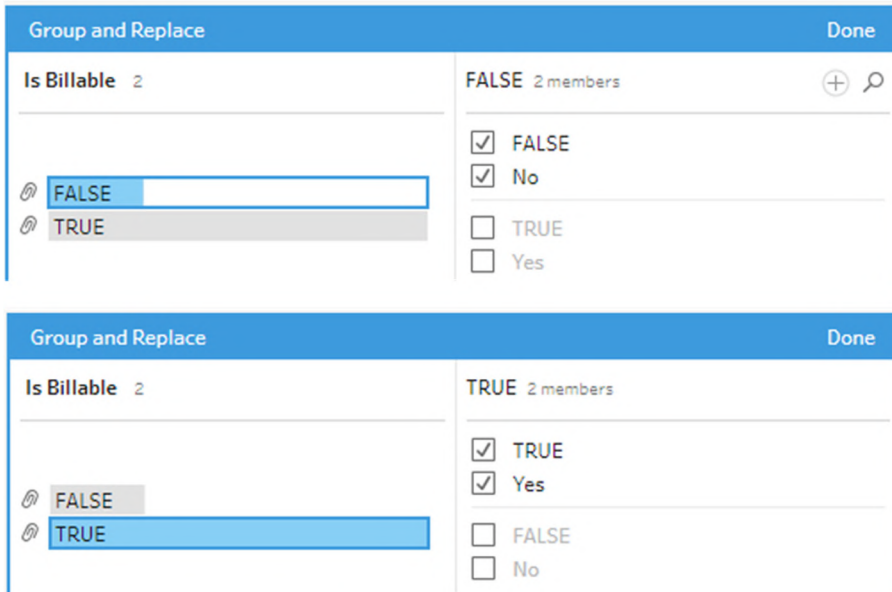 Group and Replace Done
Is Billable 2
FALSE 2 members
FALSE
No
FALSE
TRUE
TRUE
Yes
Group and Replace Done
Is Billable 2
TRUE 2 members
TRUE
Yes
FALSE
TRUE
FALSE
No